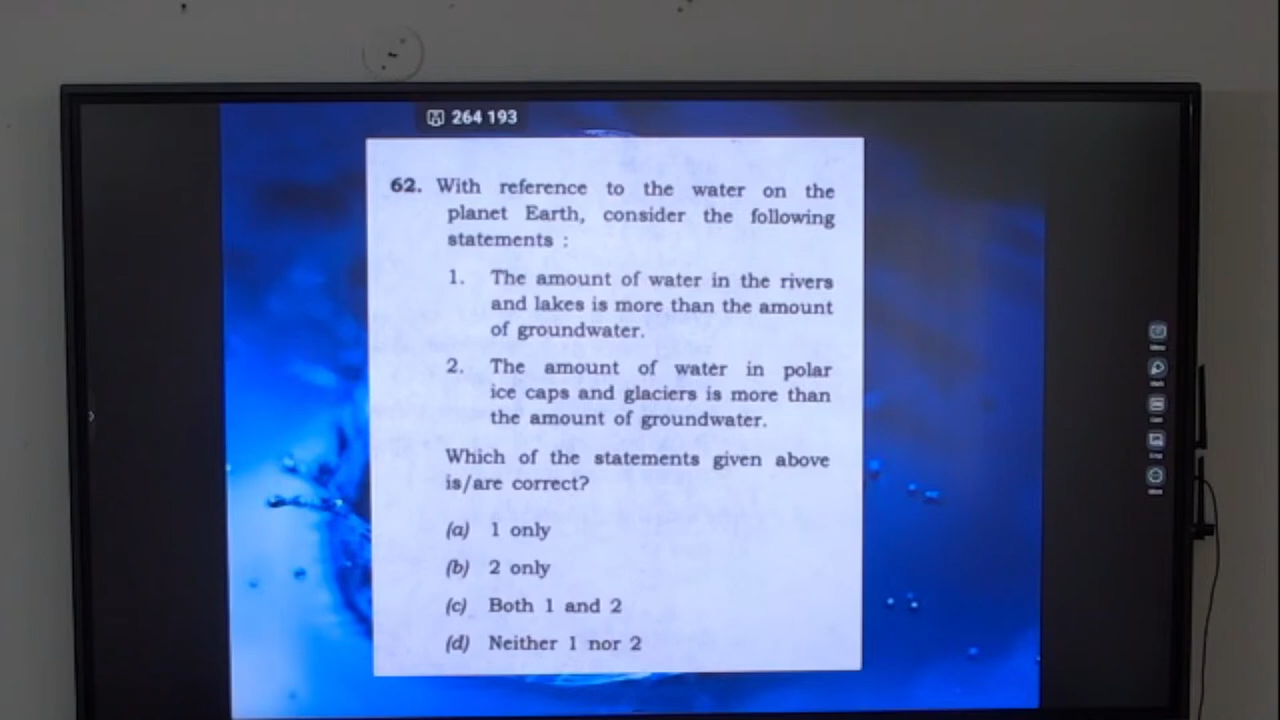 264 193
62. With reference to the water on the
planet Earth, consider the following
statements :
1. The amount of water in the rivers
and lakes is more than the amount
of groundwater.
2. The amount of water in polar
ice caps and glaciers is more than
the amount of groundwater.
Which of the statements given above
is/are correct?
(a) 1 only
(b) 2 only
(c) Both 1 and 2
(d) Neither 1 nor 2